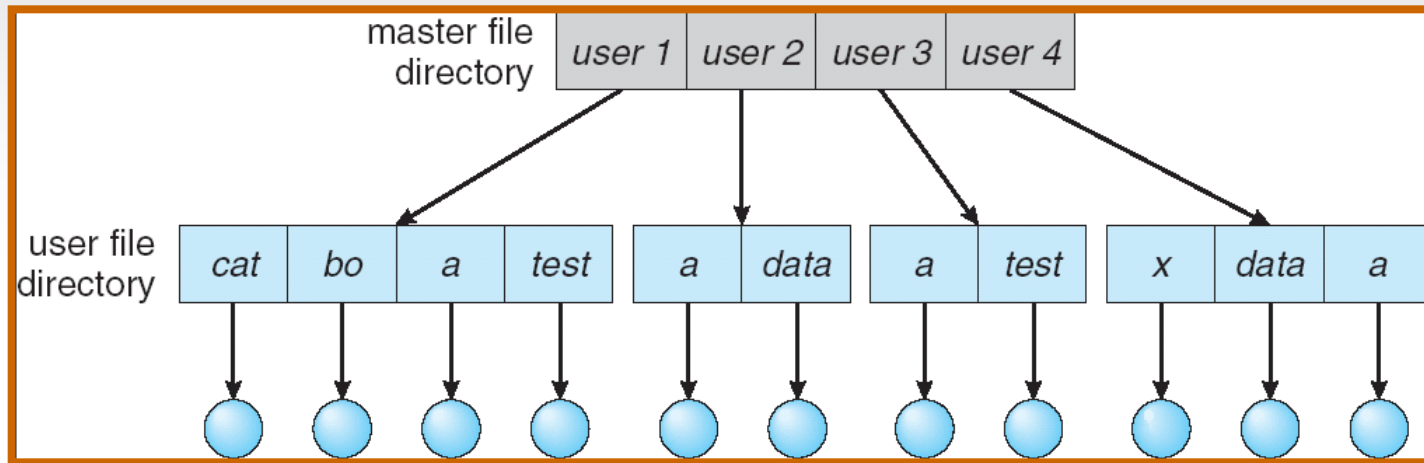 master file
directory
user 1 user 2 user 3 user 4
user file
directory
cat bo a test a data a test x data a